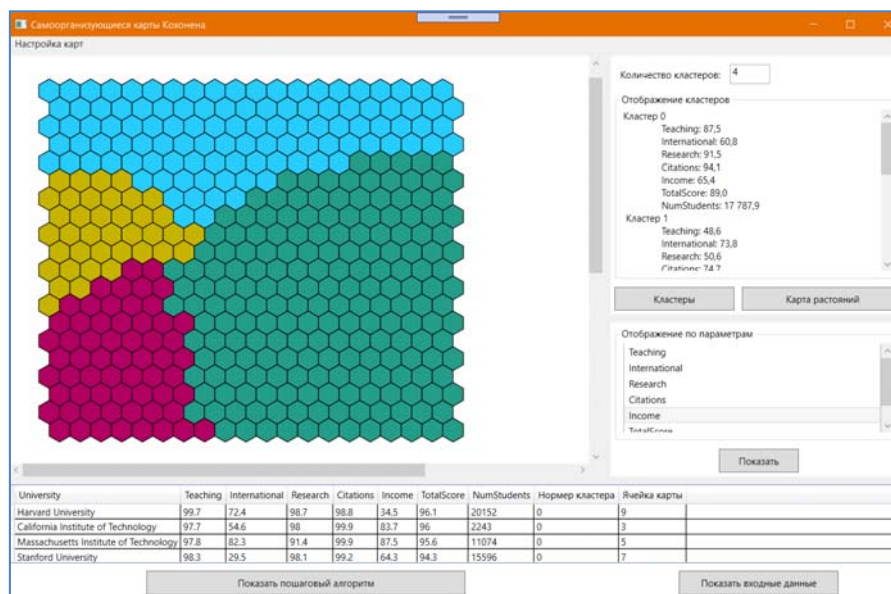 Самоорганизующиеся карты Кохонена
Настройка карт
Количество кластеров: 4
Отображение кластеров
Кластер 0
Teaching: 87,5
International: 60,8
Research: 91,5
Citations: 94,1
Income: 65,4
TotalScore: 89,0
NumStudents: 17 787,9
Кластер 1
Teaching: 48,6
International: 73,8
Research: 50,6
Citations: 74,7
Кластеры Карта растояний
Отображение по параметрам
Teaching
International
Research
Citations
Income
TotalScore
Показать
University Teaching International Research Citations Income TotalScore NumStudents Нормер кластера Ячейка карты
Harvard University 99.7 72.4 98.7 98.8 34.5 96.1 20152 0 9
California Institute of Technology 97.7 54.6 98 99.9 83.7 96 2243 0 3
Massachusetts Institute of Technology 97.8 82.3 91.4 99.9 87.5 95.6 11074 0 5
Stanford University 98.3 29.5 98.1 99.2 64.3 94.3 15596 0 7
Показать пошаговый алгоритм Показать входные данные